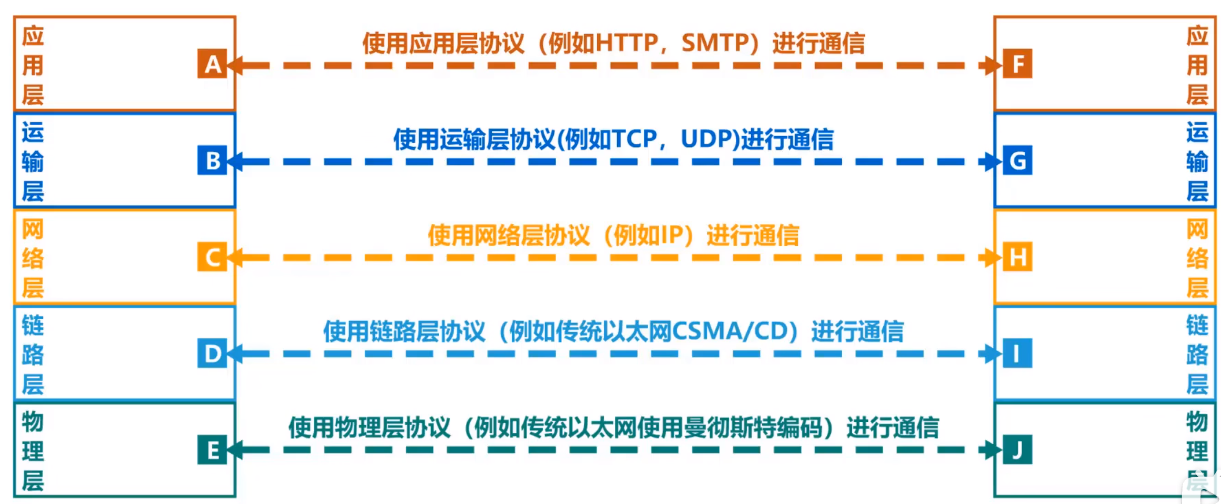 应用层
A
使用应用层协议（例如HTTP，SMTP）进行通信
F
应用层
运输层
B
使用运输层协议(例如TCP，UDP)进行通信
G
运输层
网络层
C
使用网络层协议（例如IP）进行通信
H
网络层
链路层
D
使用链路层协议（例如传统以太网CSMA/CD）进行通信
I
链路层
物理层
E
使用物理层协议（例如传统以太网使用曼彻斯特编码）进行通信
J
物理层